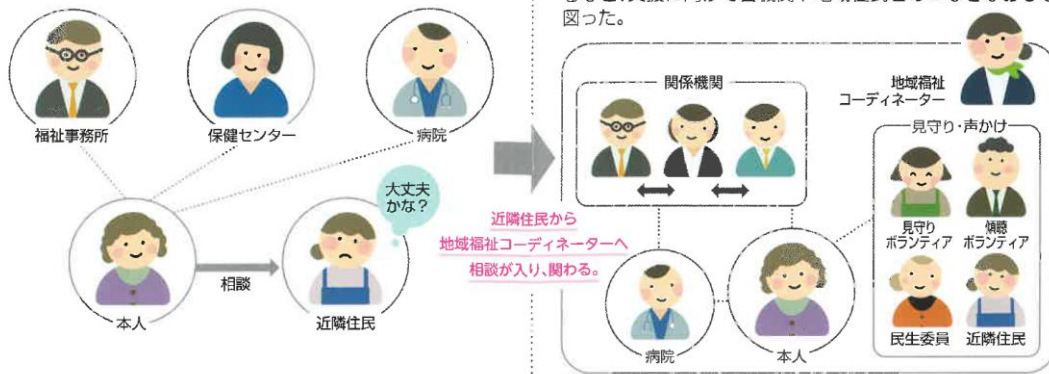 図った。
福祉事務所
保健センター
病院
大丈夫
かな？
相談
本人
近隣住民
近隣住民から
地域福祉コーディネーターへ
相談が入り、関わる。
関係機関
地域福祉
コーディネーター
見守り・声かけ
見守り
ボランティア
傾聴
ボランティア
民生委員
近隣住民
病院
本人